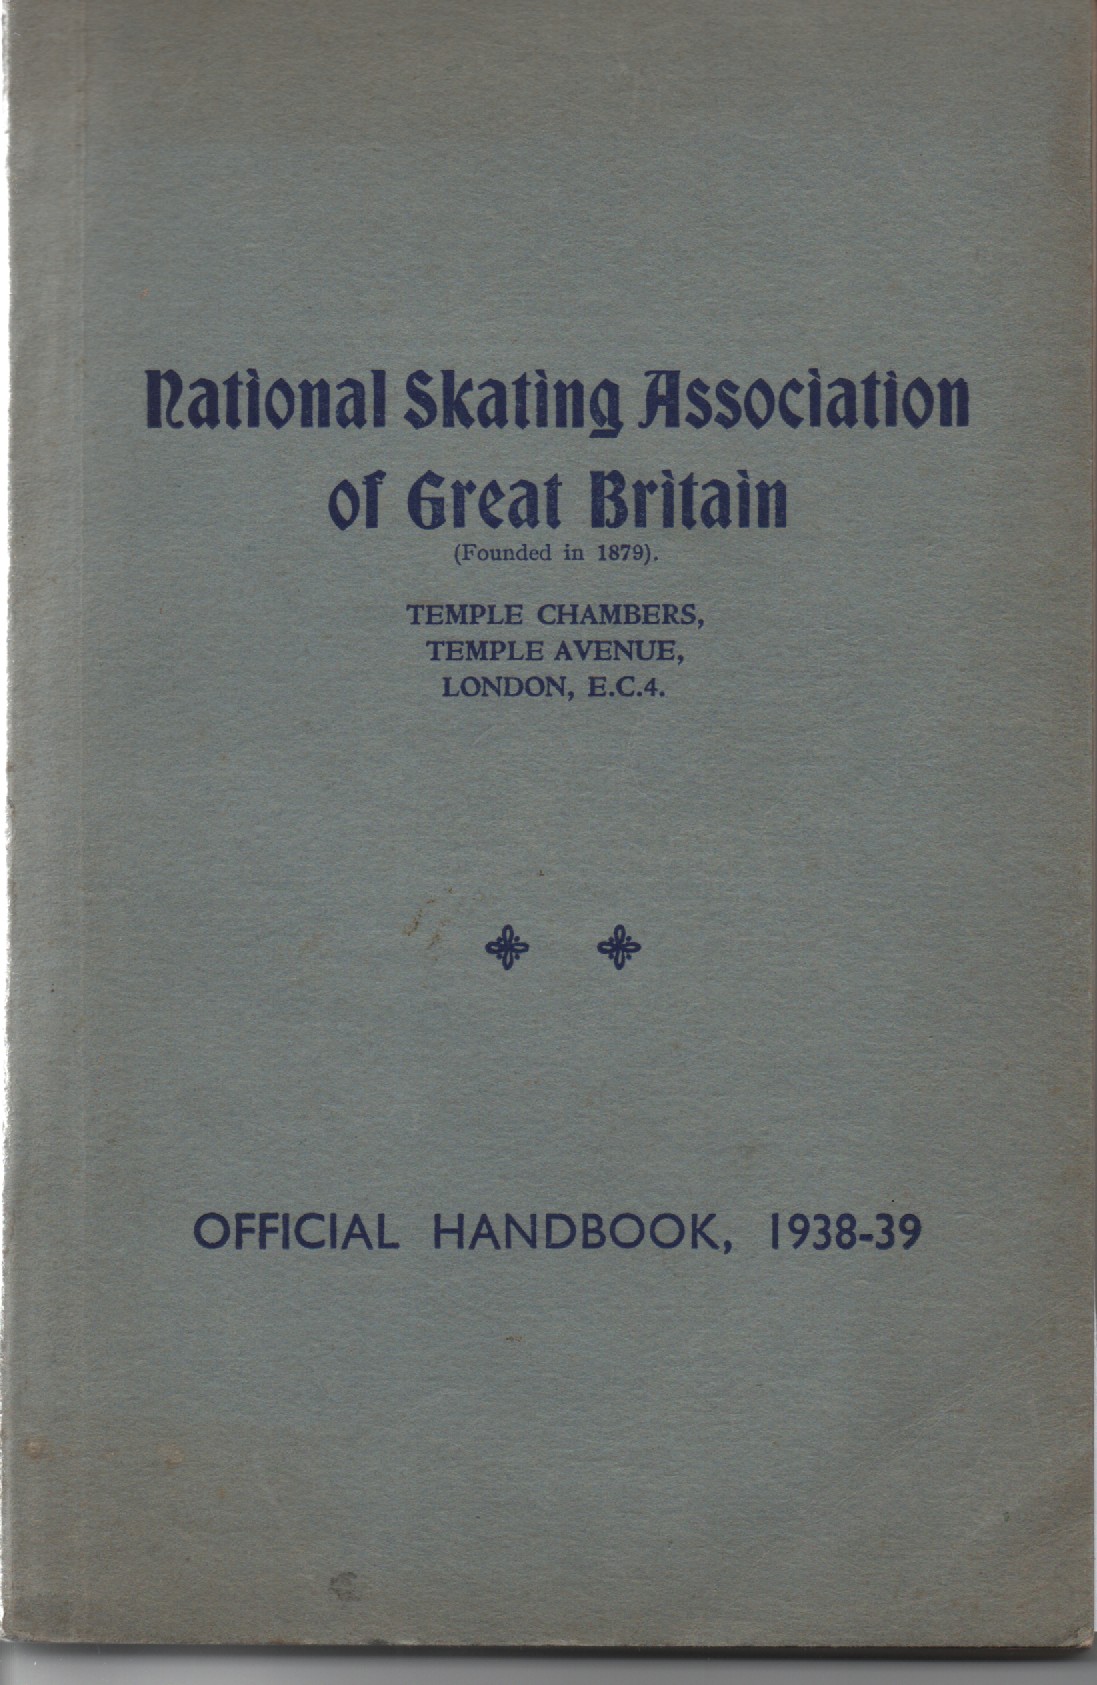 National Skating Association
of Great Britain
(Founded in 1879).
TEMPLE CHAMBERS,
TEMPLE AVENUE,
LONDON, E.C.4.
OFFICIAL HANDBOOK, 1938-39